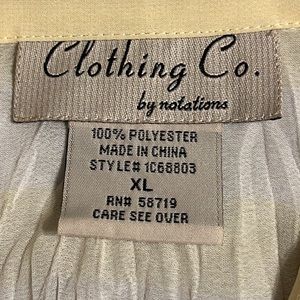 Clothing Co.
by notations
100% POLYESTER
MADE IN CHINA
STYLE# 1C68803
XL
RN# 58719
CARE SEE OVER